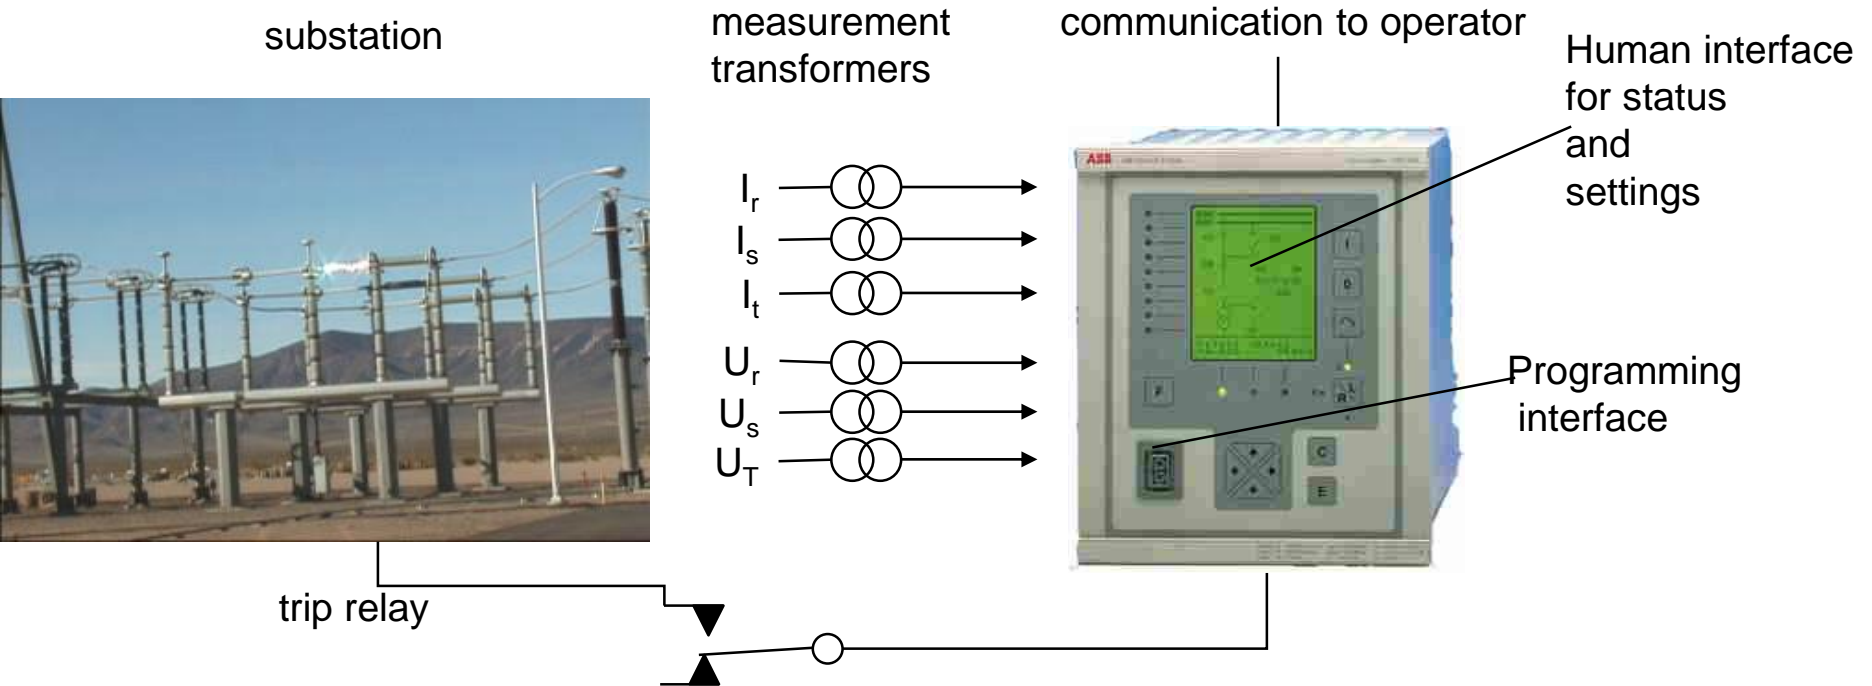 substation
measurement
transformers
communication to operator
Human interface
for status
and
settings
ABB
Ir
Is
It
Ur
Us
UT
Programming
interface
C
E
trip relay